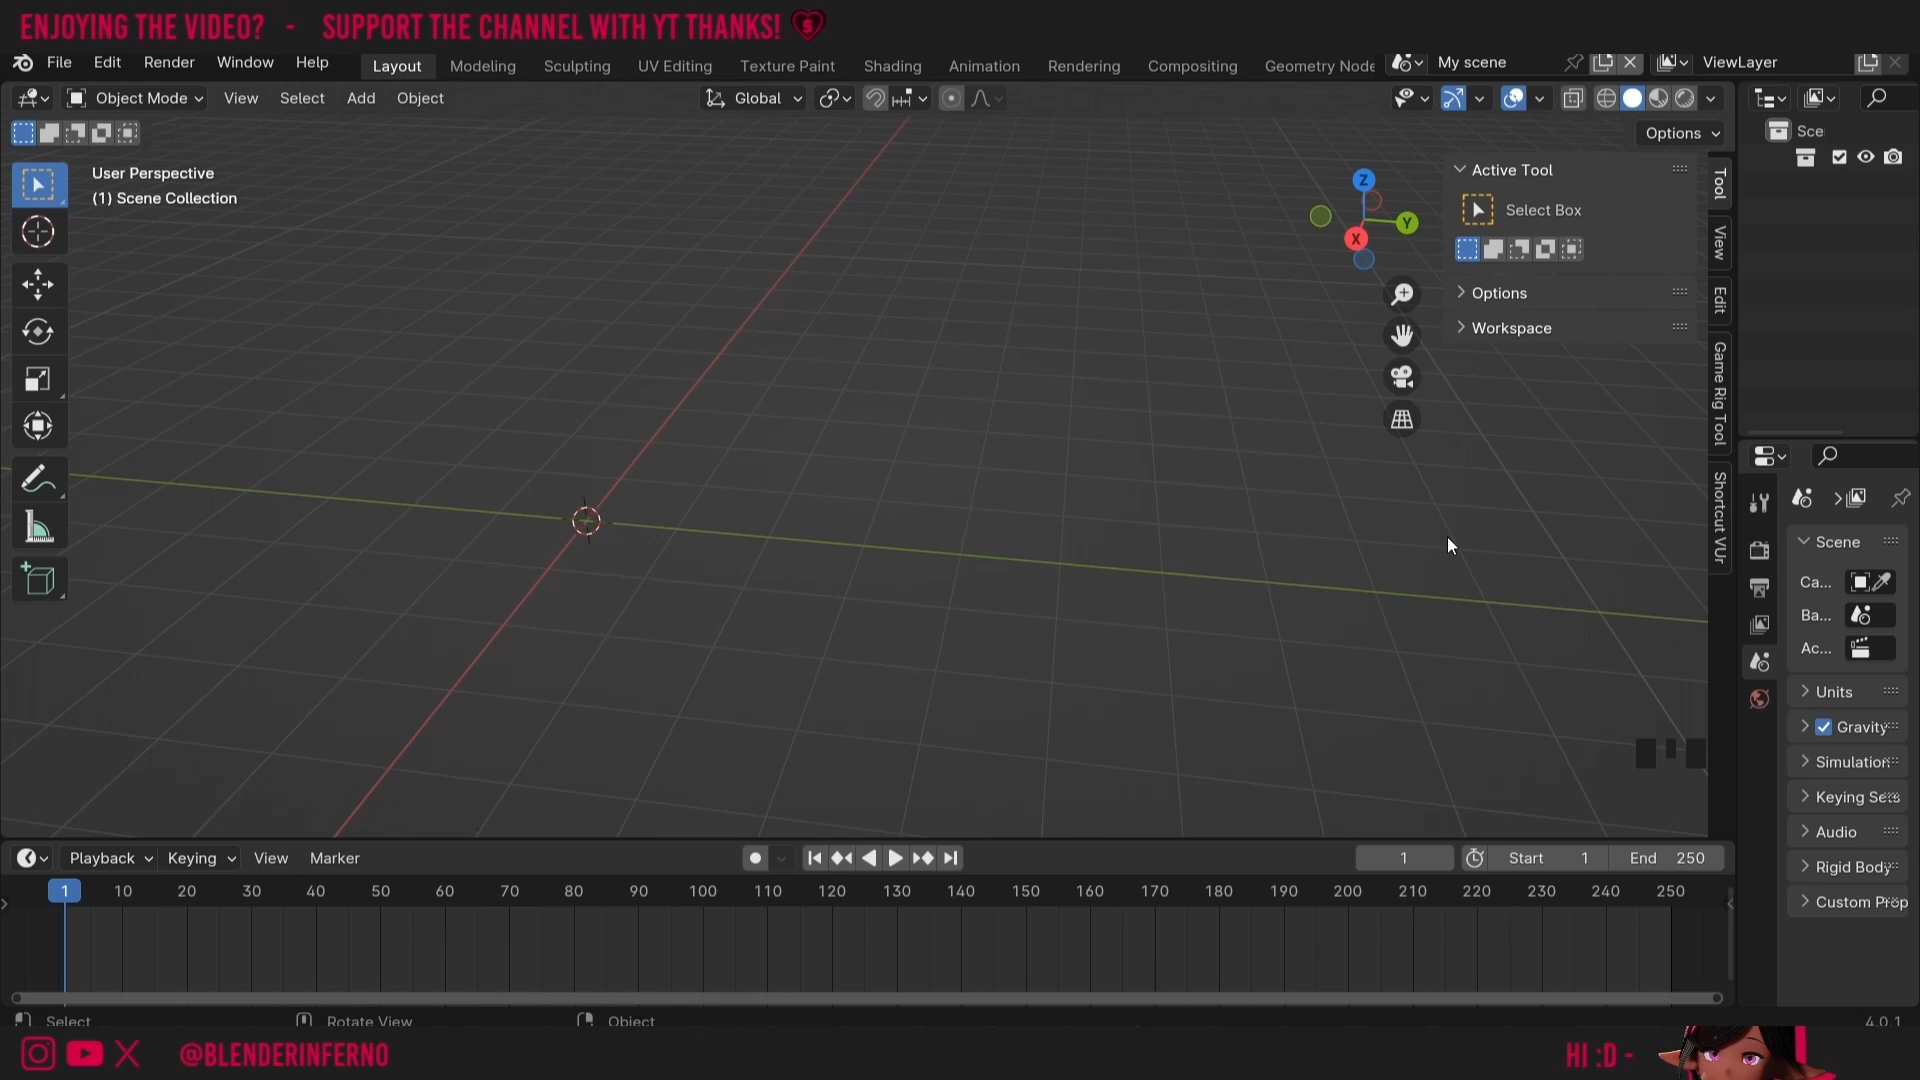 ENJOYING THE VIDEO? - SUPPORT THE CHANNEL WITH YT THANKS!
File Edit Render Window Help Layout Modeling Sculpting UV Editing Texture Paint Shading Animation Rendering Compositing Geometry Node My scene ViewLayer
Object Mode View Select Add Object Global
Sce
Options
User Perspective
(1) Scene Collection
Z
Y
X
Active Tool
Select Box
Options
Workspace
Tool
View
Edit
Game Rig Tool
Shortcut VUr
Scene
Ca...
Ba...
Ac...
Units
Gravity
Simulation
Keying Sets
Audio
Rigid Body
Custom Prop
Playback Keying View Marker 1 Start 1 End 250
1 10 20 30 40 50 60 70 80 90 100 110 120 130 140 150 160 170 180 190 200 210 220 230 240 250
Select Rotate View Object 4.0.1
@BLENDERINFERNO HI :D -